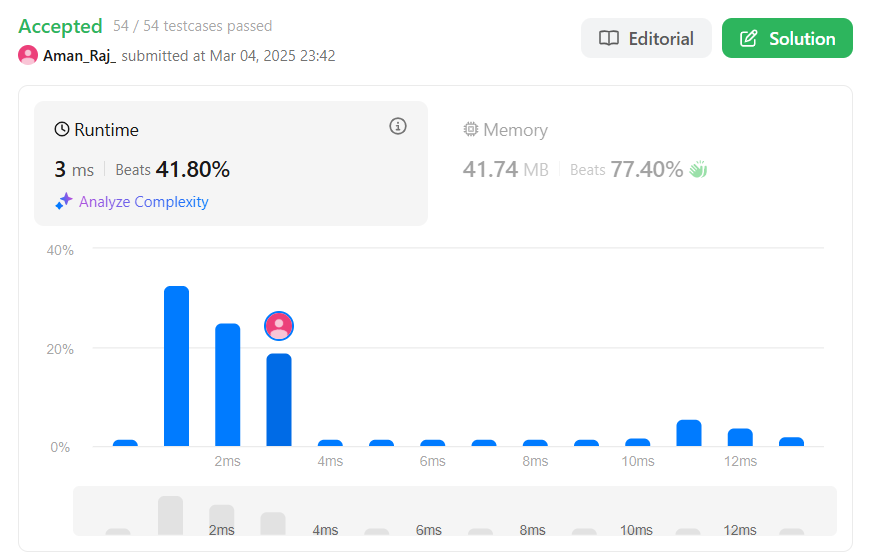 Accepted 54 / 54 testcases passed
Aman_Raj_ submitted at Mar 04, 2025 23:42
Editorial
Solution
Runtime
3 ms Beats 41.80%
Analyze Complexity
Memory
41.74 MB Beats 77.40%
40%
20%
0%
2ms 4ms 6ms 8ms 10ms 12ms
2ms 4ms 6ms 8ms 10ms 12ms